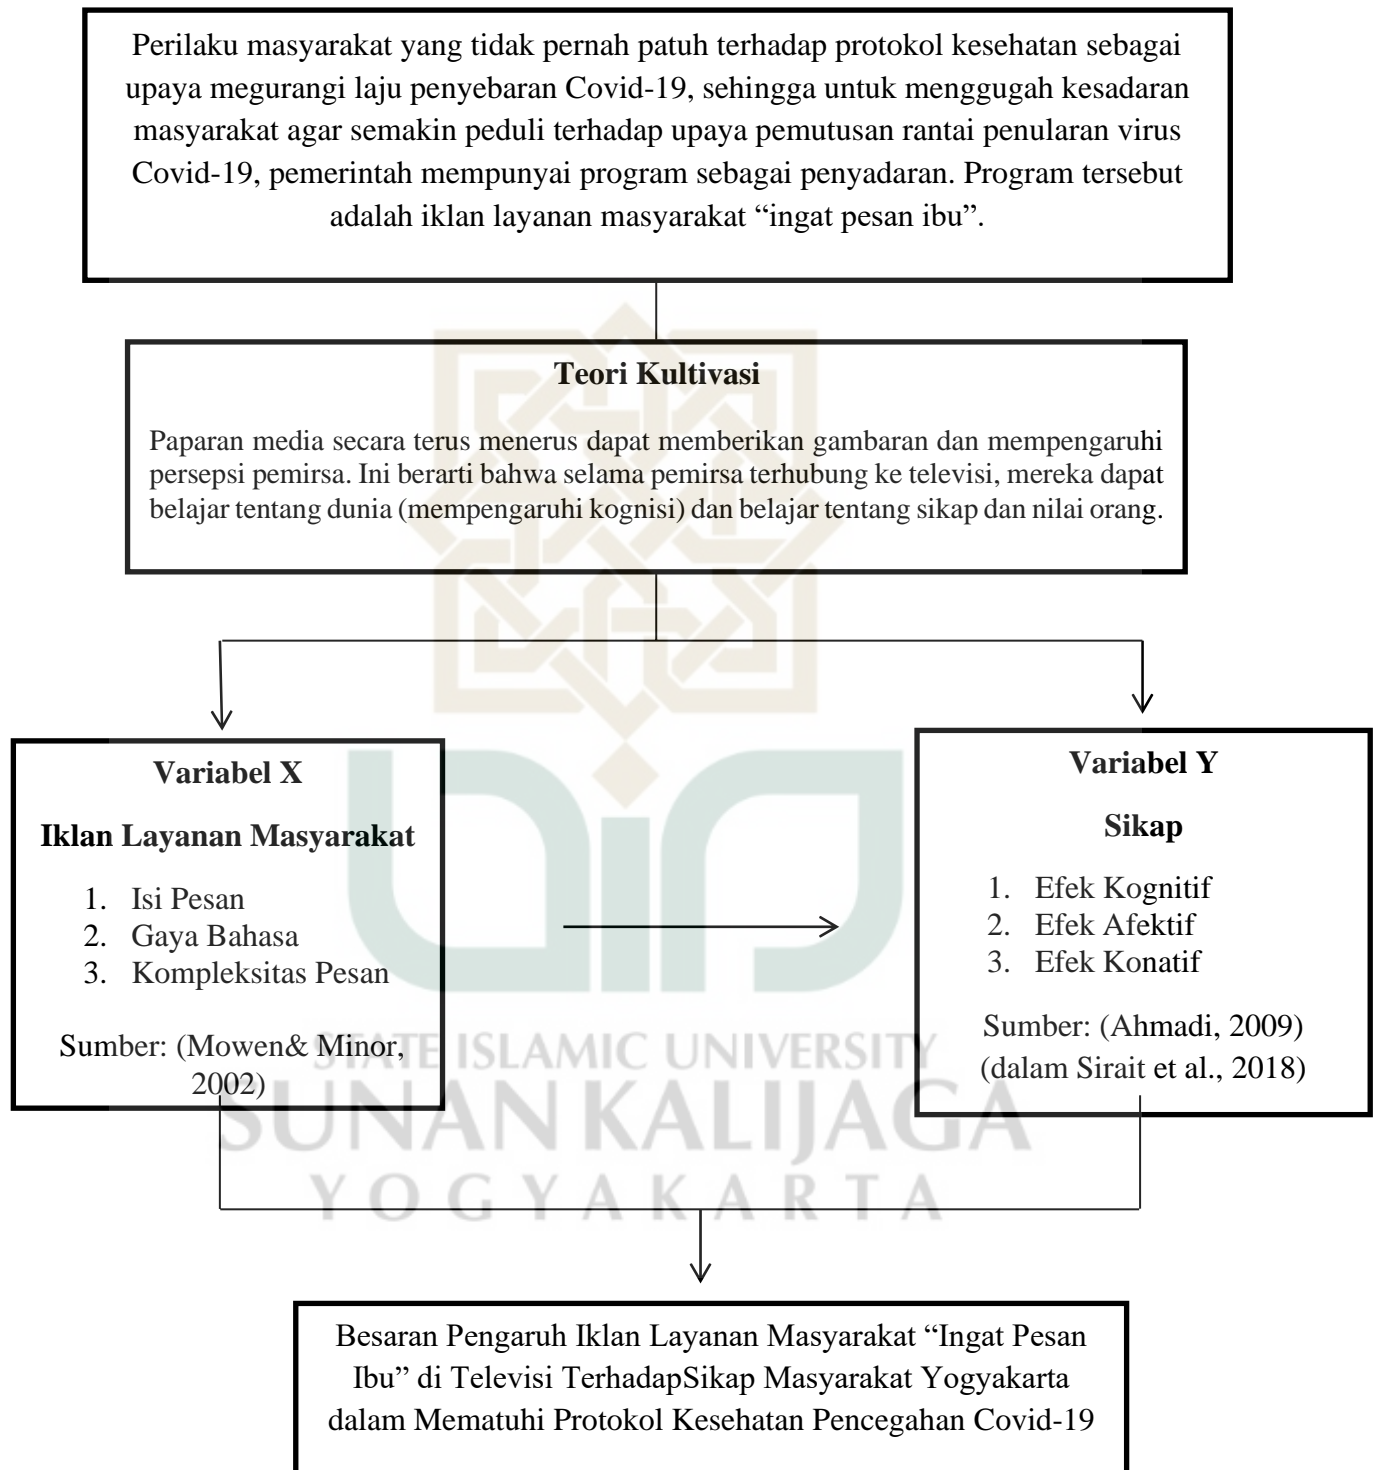 Perilaku masyarakat yang tidak pernah patuh terhadap protokol kesehatan sebagai
upaya megurangi laju penyebaran Covid-19, sehingga untuk menggugah kesadaran
masyarakat agar semakin peduli terhadap upaya pemutusan rantai penularan virus
Covid-19, pemerintah mempunyai program sebagai penyadaran. Program tersebut
adalah iklan layanan masyarakat “ingat pesan ibu”.
Teori Kultivasi
Paparan media secara terus menerus dapat memberikan gambaran dan mempengaruhi
persepsi pemirsa. Ini berarti bahwa selama pemirsa terhubung ke televisi, mereka dapat
belajar tentang dunia (mempengaruhi kognisi) dan belajar tentang sikap dan nilai orang.
Variabel X
Iklan Layanan Masyarakat
1. Isi Pesan
2. Gaya Bahasa
3. Kompleksitas Pesan
Sumber: (Mowen& Minor,
2002)
Variabel Y
Sikap
1. Efek Kognitif
2. Efek Afektif
3. Efek Konatif
Sumber: (Ahmadi, 2009)
(dalam Sirait et al., 2018)
STATE ISLAMIC UNIVERSITY
SUNAN KALIJAGA
YOGYAKARTA
Besaran Pengaruh Iklan Layanan Masyarakat “Ingat Pesan
Ibu” di Televisi TerhadapSikap Masyarakat Yogyakarta
dalam Mematuhi Protokol Kesehatan Pencegahan Covid-19